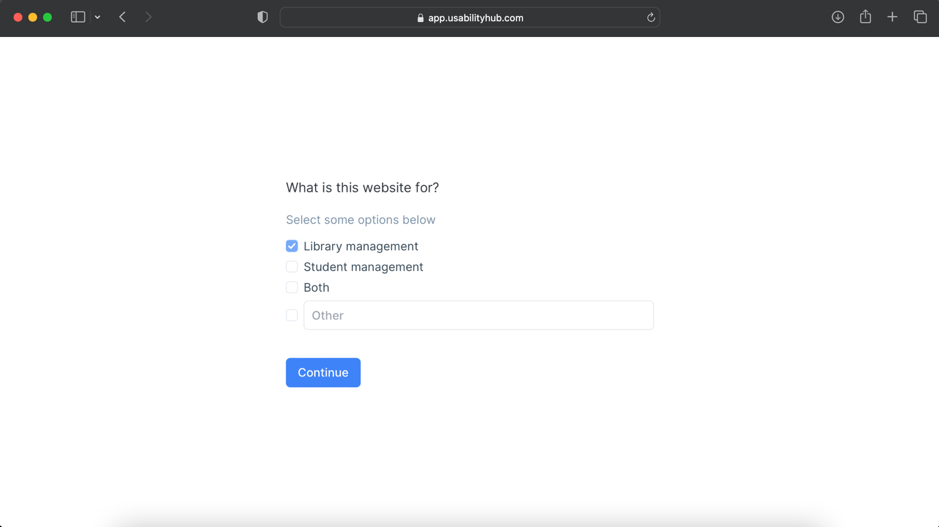 app.usabilityhub.com
What is this website for?
Select some options below
Library management
Student management
Both
Other
Continue